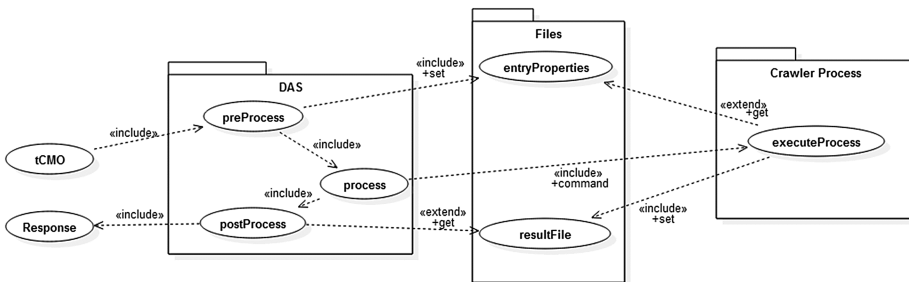 Files
DAS
Crawler Process
«include»
+set
entryProperties
preProcess
«extend»
+get
«include»
executeProcess
tCMO
«include»
process
«include»
+command
«include»
Response
«include»
postProcess
«extend»
+get
resultFile
«include»
+set